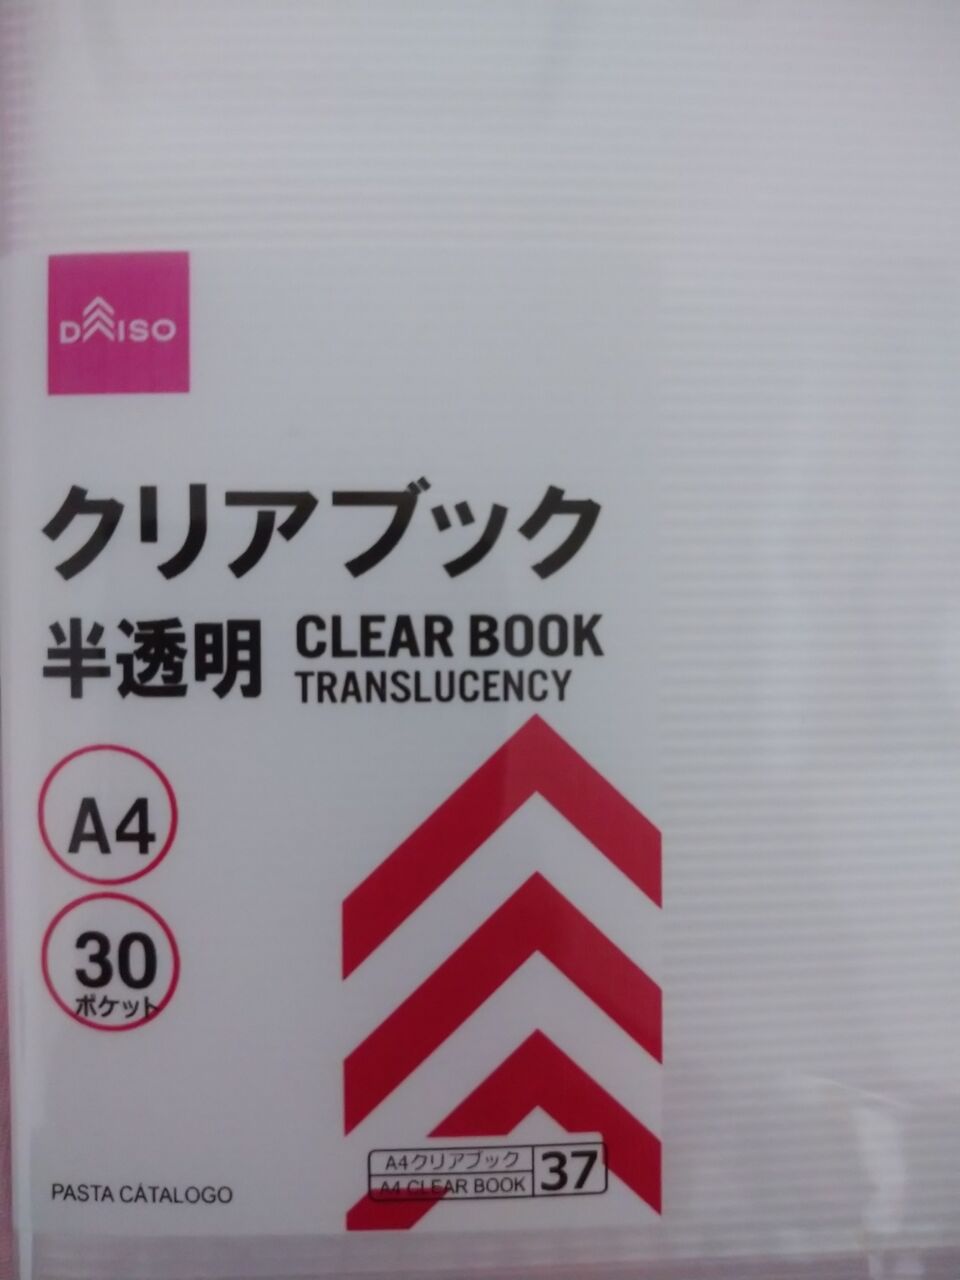 DAISO
クリアブック
半透明
CLEAR BOOK
TRANSLUCENCY
A4
30
ポケット
A4クリアブック
A4 CLEAR BOOK
37
PASTA CÁTALOGO